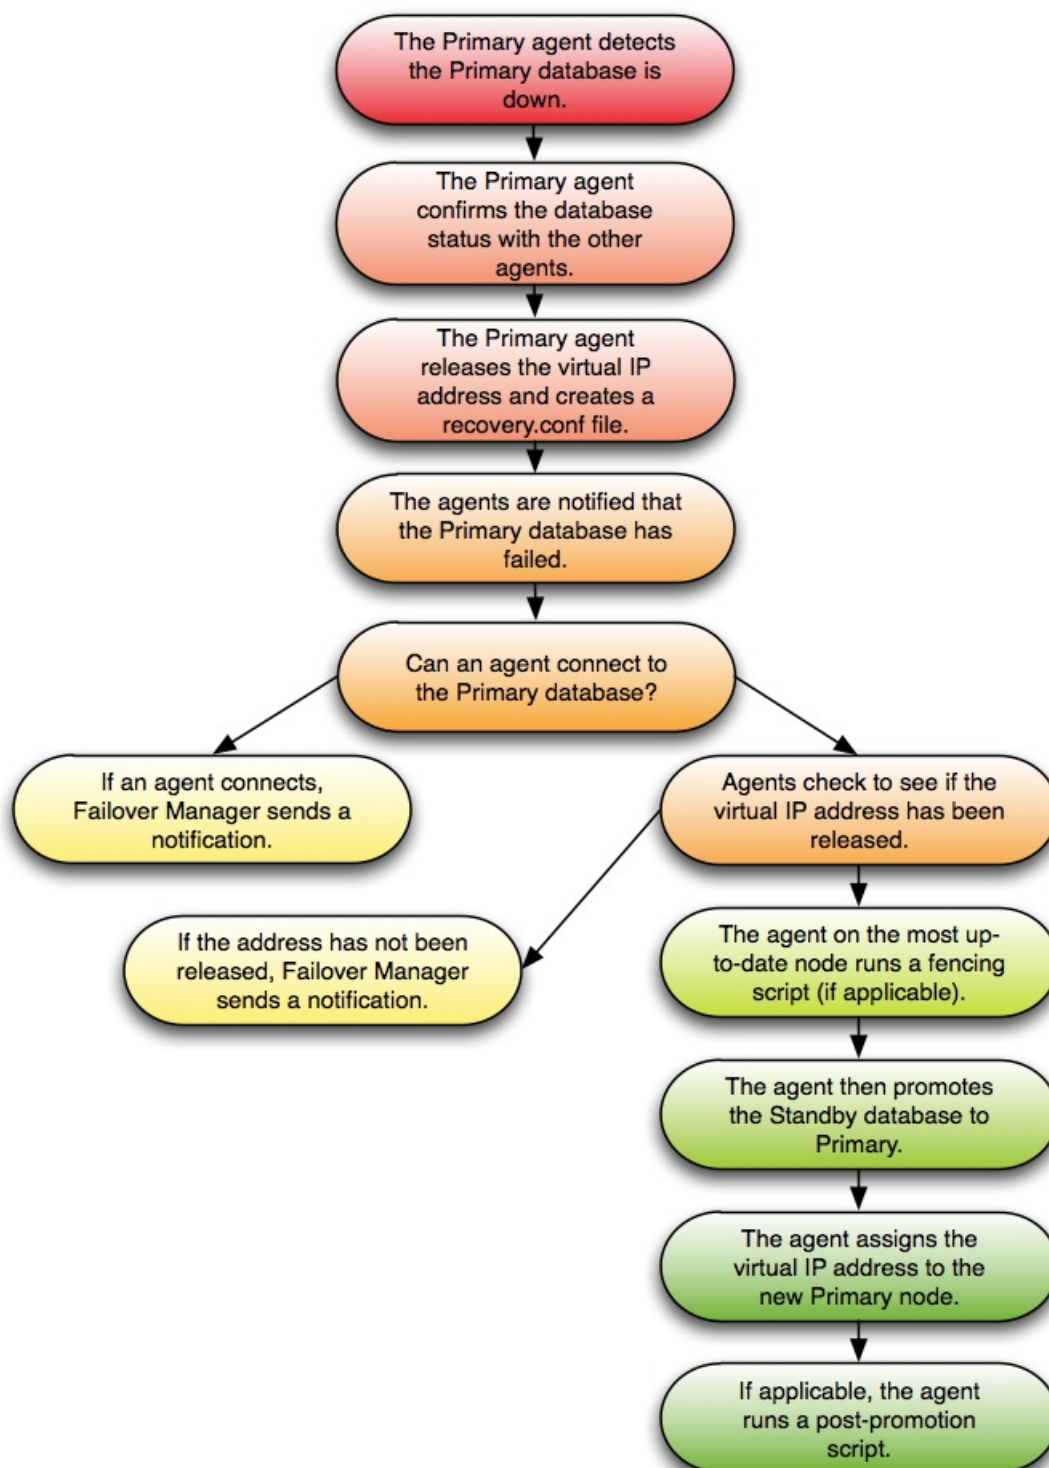 The Primary agent detects
the Primary database is
down.
The Primary agent
confirms the database
status with the other
agents.
The Primary agent
releases the virtual IP
address and creates a
recovery.conf file.
The agents are notified that
the Primary database has
failed.
Can an agent connect to
the Primary database?
If an agent connects,
Failover Manager sends a
notification.
Agents check to see if the
virtual IP address has been
released.
If the address has not been
released, Failover Manager
sends a notification.
The agent on the most up-
to-date node runs a fencing
script (if applicable).
The agent then promotes
the Standby database to
Primary.
The agent assigns the
virtual IP address to the
new Primary node.
If applicable, the agent
runs a post-promotion
script.